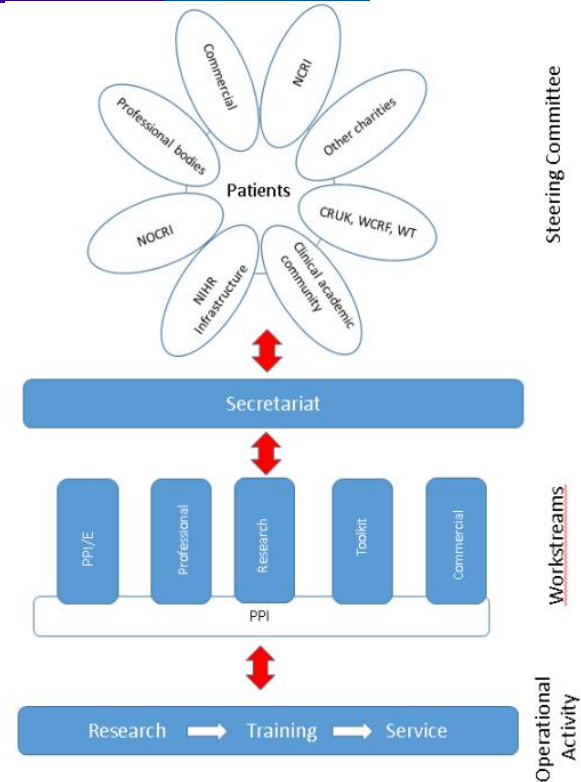 Commercial
NCRI
Professional bodies
Other charities
Patients
NOCRI
CRUK, WCRF, WT
NIHR
Infrastructure
Clinical academic
community
Steering Committee
Secretariat
PPI/E
Professional
Research
Toolkit
Commercial
PPI
Workstreams
Research
Training
Service
Operational
Activity